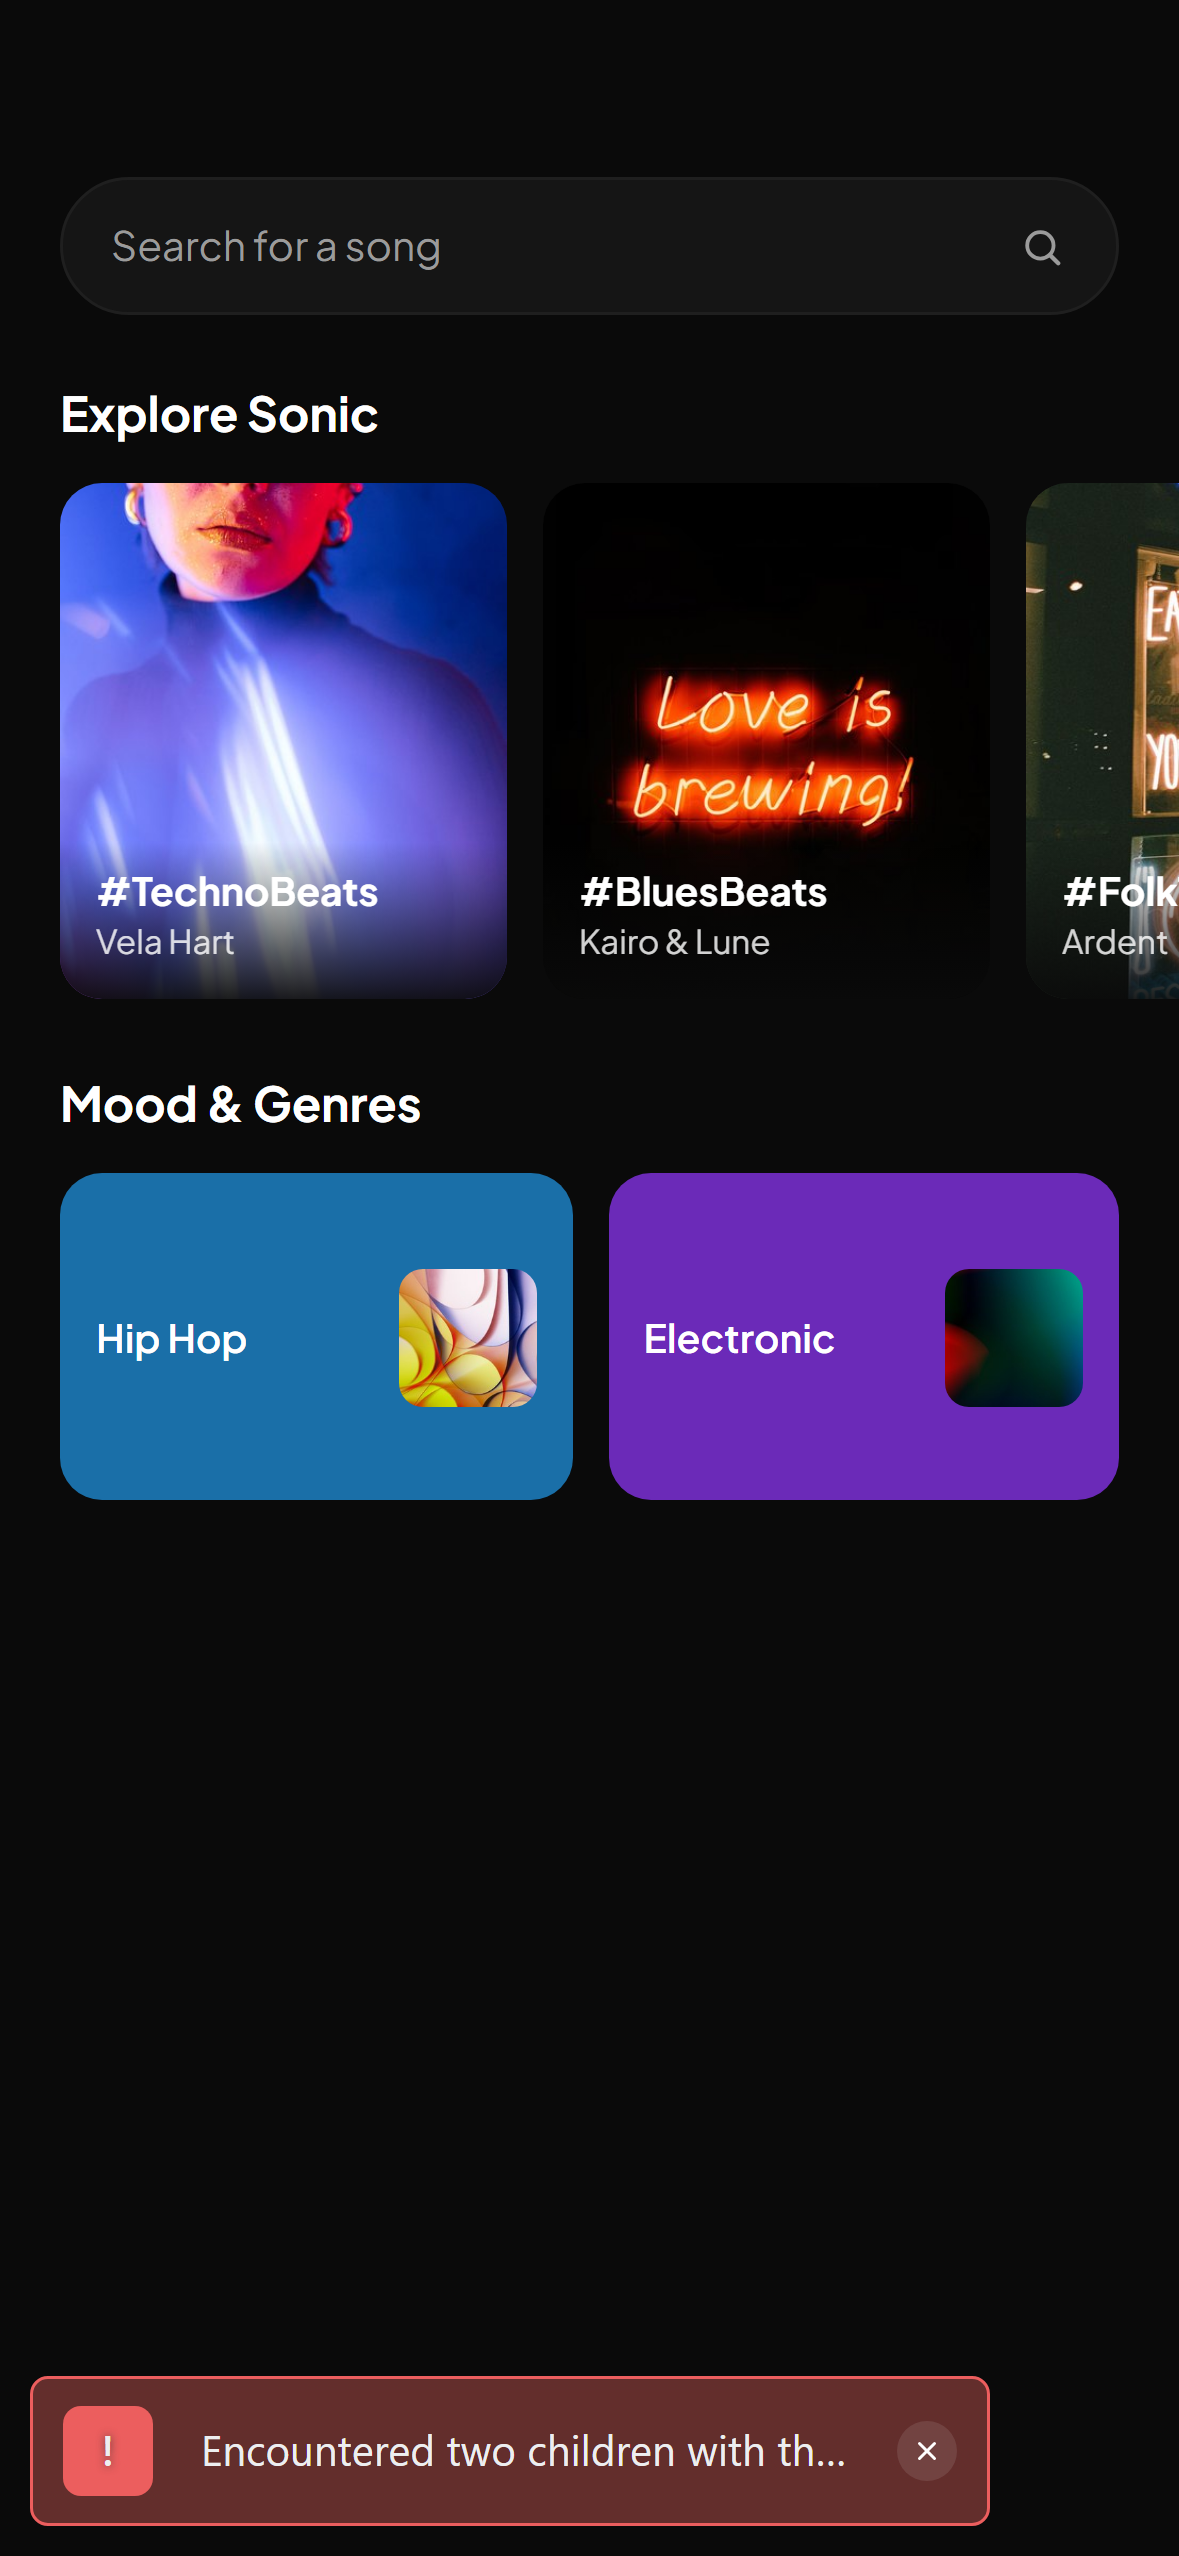 Search for a song
Explore Sonic
Love is
brewing!
#TechnoBeats
Vela Hart
#BluesBeats
Kairo & Lune
#Folk
Ardent
Mood & Genres
Hip Hop
Electronic
! Encountered two children with th...